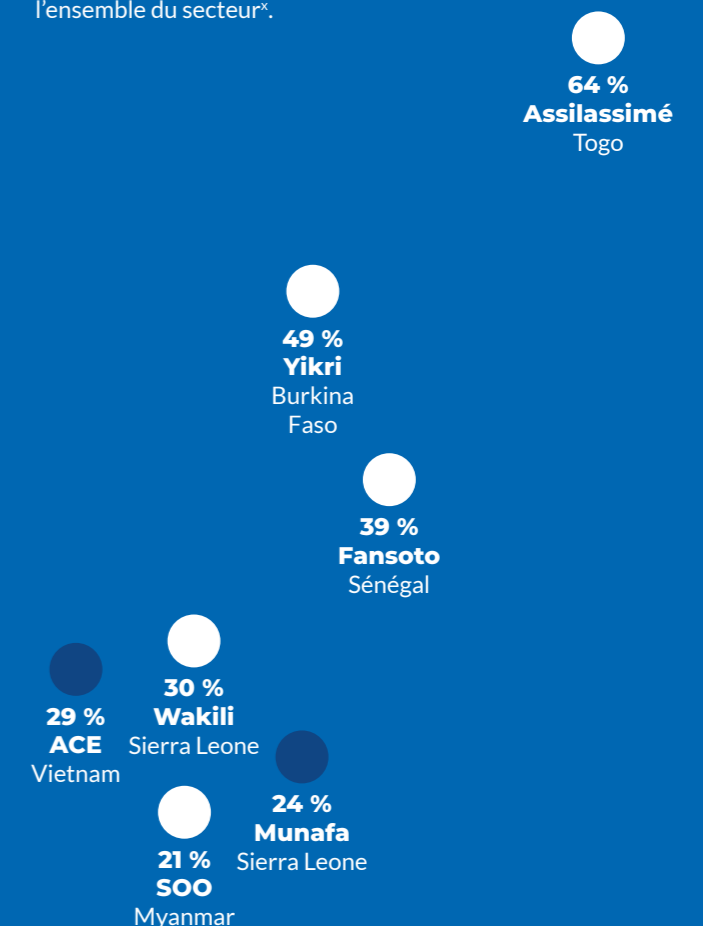 l’ensemble du secteurˣ.
64 %
Assilassimé
Togo
49 %
Yikri
Burkina
Faso
39 %
Fansoto
Sénégal
30 %
Wakili
Sierra Leone
29 %
ACE
Vietnam
24 %
Munafa
Sierra Leone
21 %
SOO
Myanmar